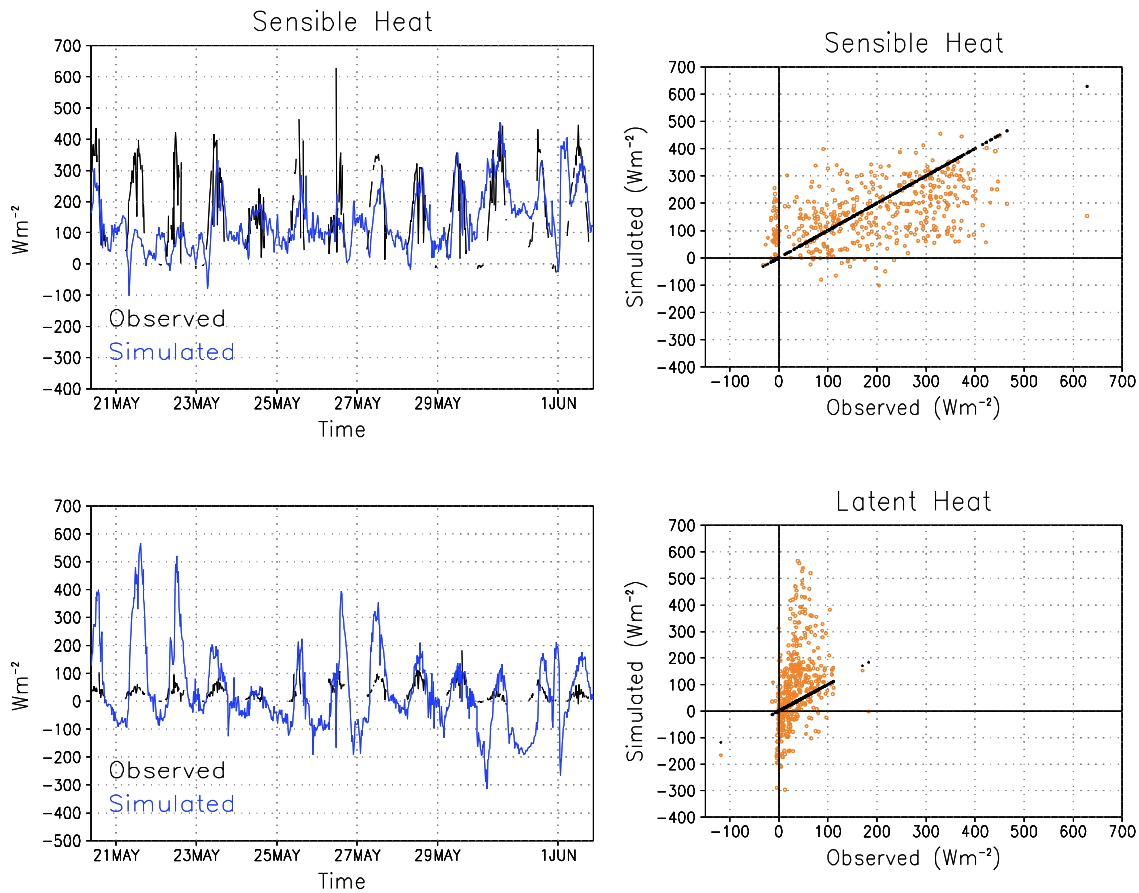 Sensible Heat
700
600
500
400
300
200
100
0
−100
−200
−300
−400
Wm⁻²
Observed
Simulated
21MAY 23MAY 25MAY 27MAY 29MAY 1JUN
Time
Sensible Heat
700
600
500
400
300
200
100
0
−100
−200
−300
−400
Simulated (Wm⁻²)
−100 0 100 200 300 400 500 600 700
Observed (Wm⁻²)
700
600
500
400
300
200
100
0
−100
−200
−300
−400
−500
Wm⁻²
Observed
Simulated
21MAY 23MAY 25MAY 27MAY 29MAY 1JUN
Time
Latent Heat
700
600
500
400
300
200
100
0
−100
−200
−300
−400
Simulated (Wm⁻²)
−100 0 100 200 300 400 500 600 700
Observed (Wm⁻²)